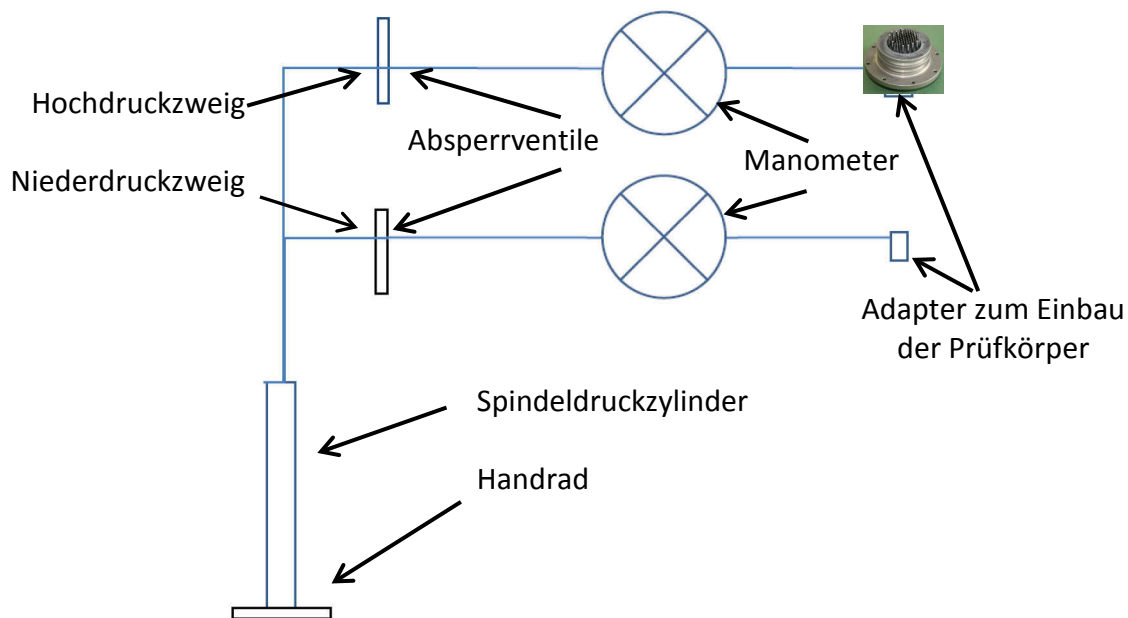 Hochdruckzweig
Absperrventile
Manometer
Niederdruckzweig
Adapter zum Einbau
der Prüfkörper
Spindeldruckzylinder
Handrad